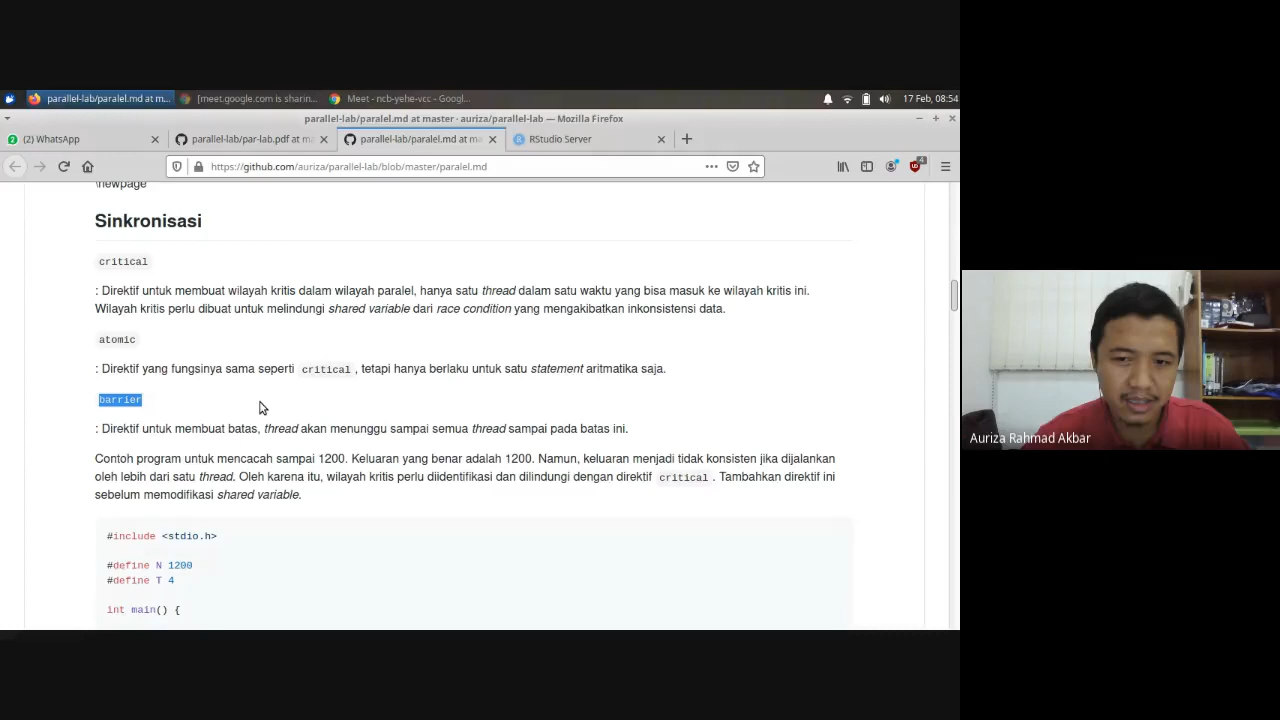 parallel-lab/paralel.md at m...
[meet.google.com is sharin...
Meet - ncb-yehe-vcc - Googl...
17 Feb, 08:54
parallel-lab/paralel.md at master · auriza/parallel-lab — Mozilla Firefox
(2) WhatsApp
parallel-lab/par-lab.pdf at ma
parallel-lab/paralel.md at ma
RStudio Server
https://github.com/auriza/parallel-lab/blob/master/paralel.md
\newpage
Sinkronisasi
critical
: Direktif untuk membuat wilayah kritis dalam wilayah paralel, hanya satu thread dalam satu waktu yang bisa masuk ke wilayah kritis ini.
Wilayah kritis perlu dibuat untuk melindungi shared variable dari race condition yang mengakibatkan inkonsistensi data.
atomic
: Direktif yang fungsinya sama seperti critical, tetapi hanya berlaku untuk satu statement aritmatika saja.
barrier
: Direktif untuk membuat batas, thread akan menunggu sampai semua thread sampai pada batas ini.
Contoh program untuk mencacah sampai 1200. Keluaran yang benar adalah 1200. Namun, keluaran menjadi tidak konsisten jika dijalankan
oleh lebih dari satu thread. Oleh karena itu, wilayah kritis perlu diidentifikasi dan dilindungi dengan direktif critical. Tambahkan direktif ini
sebelum memodifikasi shared variable.
#include <stdio.h>
#define N 1200
#define T 4
int main() {
Auriza Rahmad Akbar